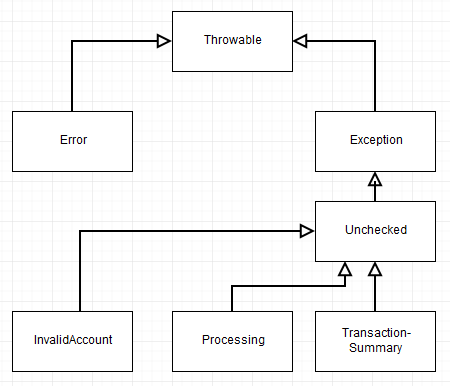 Throwable
Error
Exception
Unchecked
InvalidAccount
Processing
Transaction-
Summary